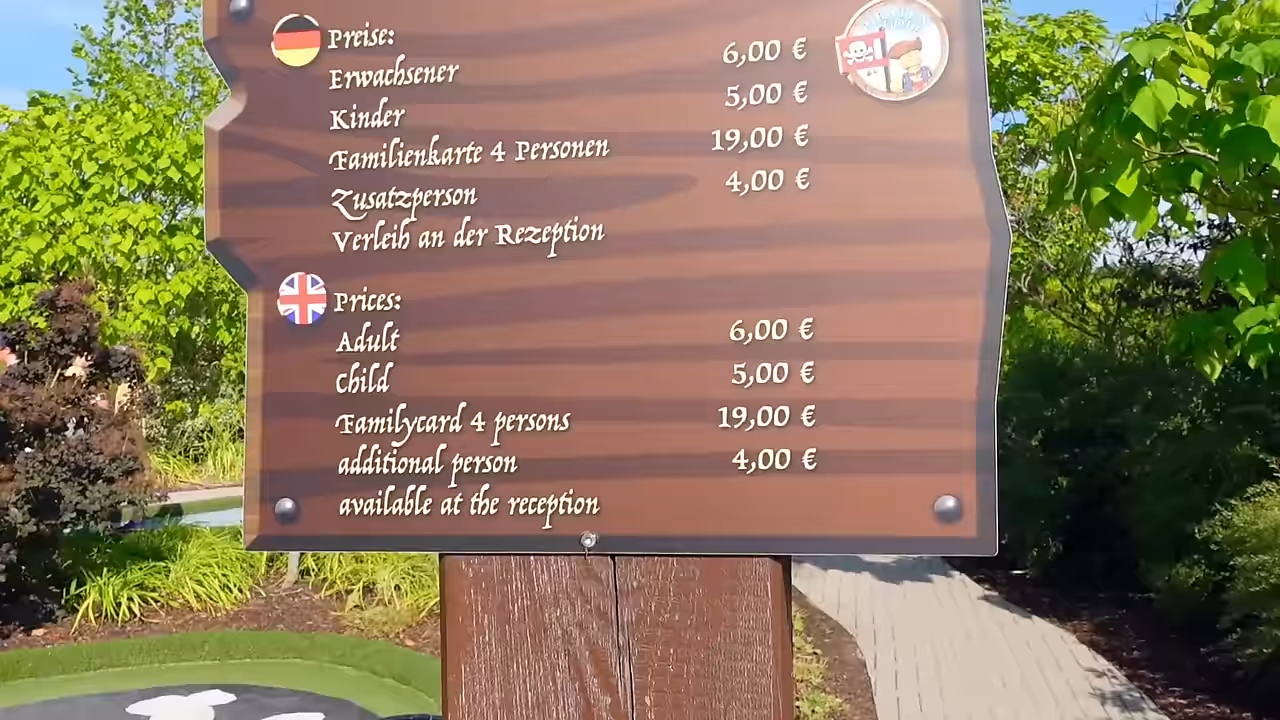 Preise:
Erwachsener 6,00 €
Kinder 5,00 €
Familienkarte 4 Personen 19,00 €
Zusatzperson 4,00 €
Verleih an der Rezeption
Prices:
Adult 6,00 €
Child 5,00 €
Familycard 4 persons 19,00 €
additional person 4,00 €
available at the reception